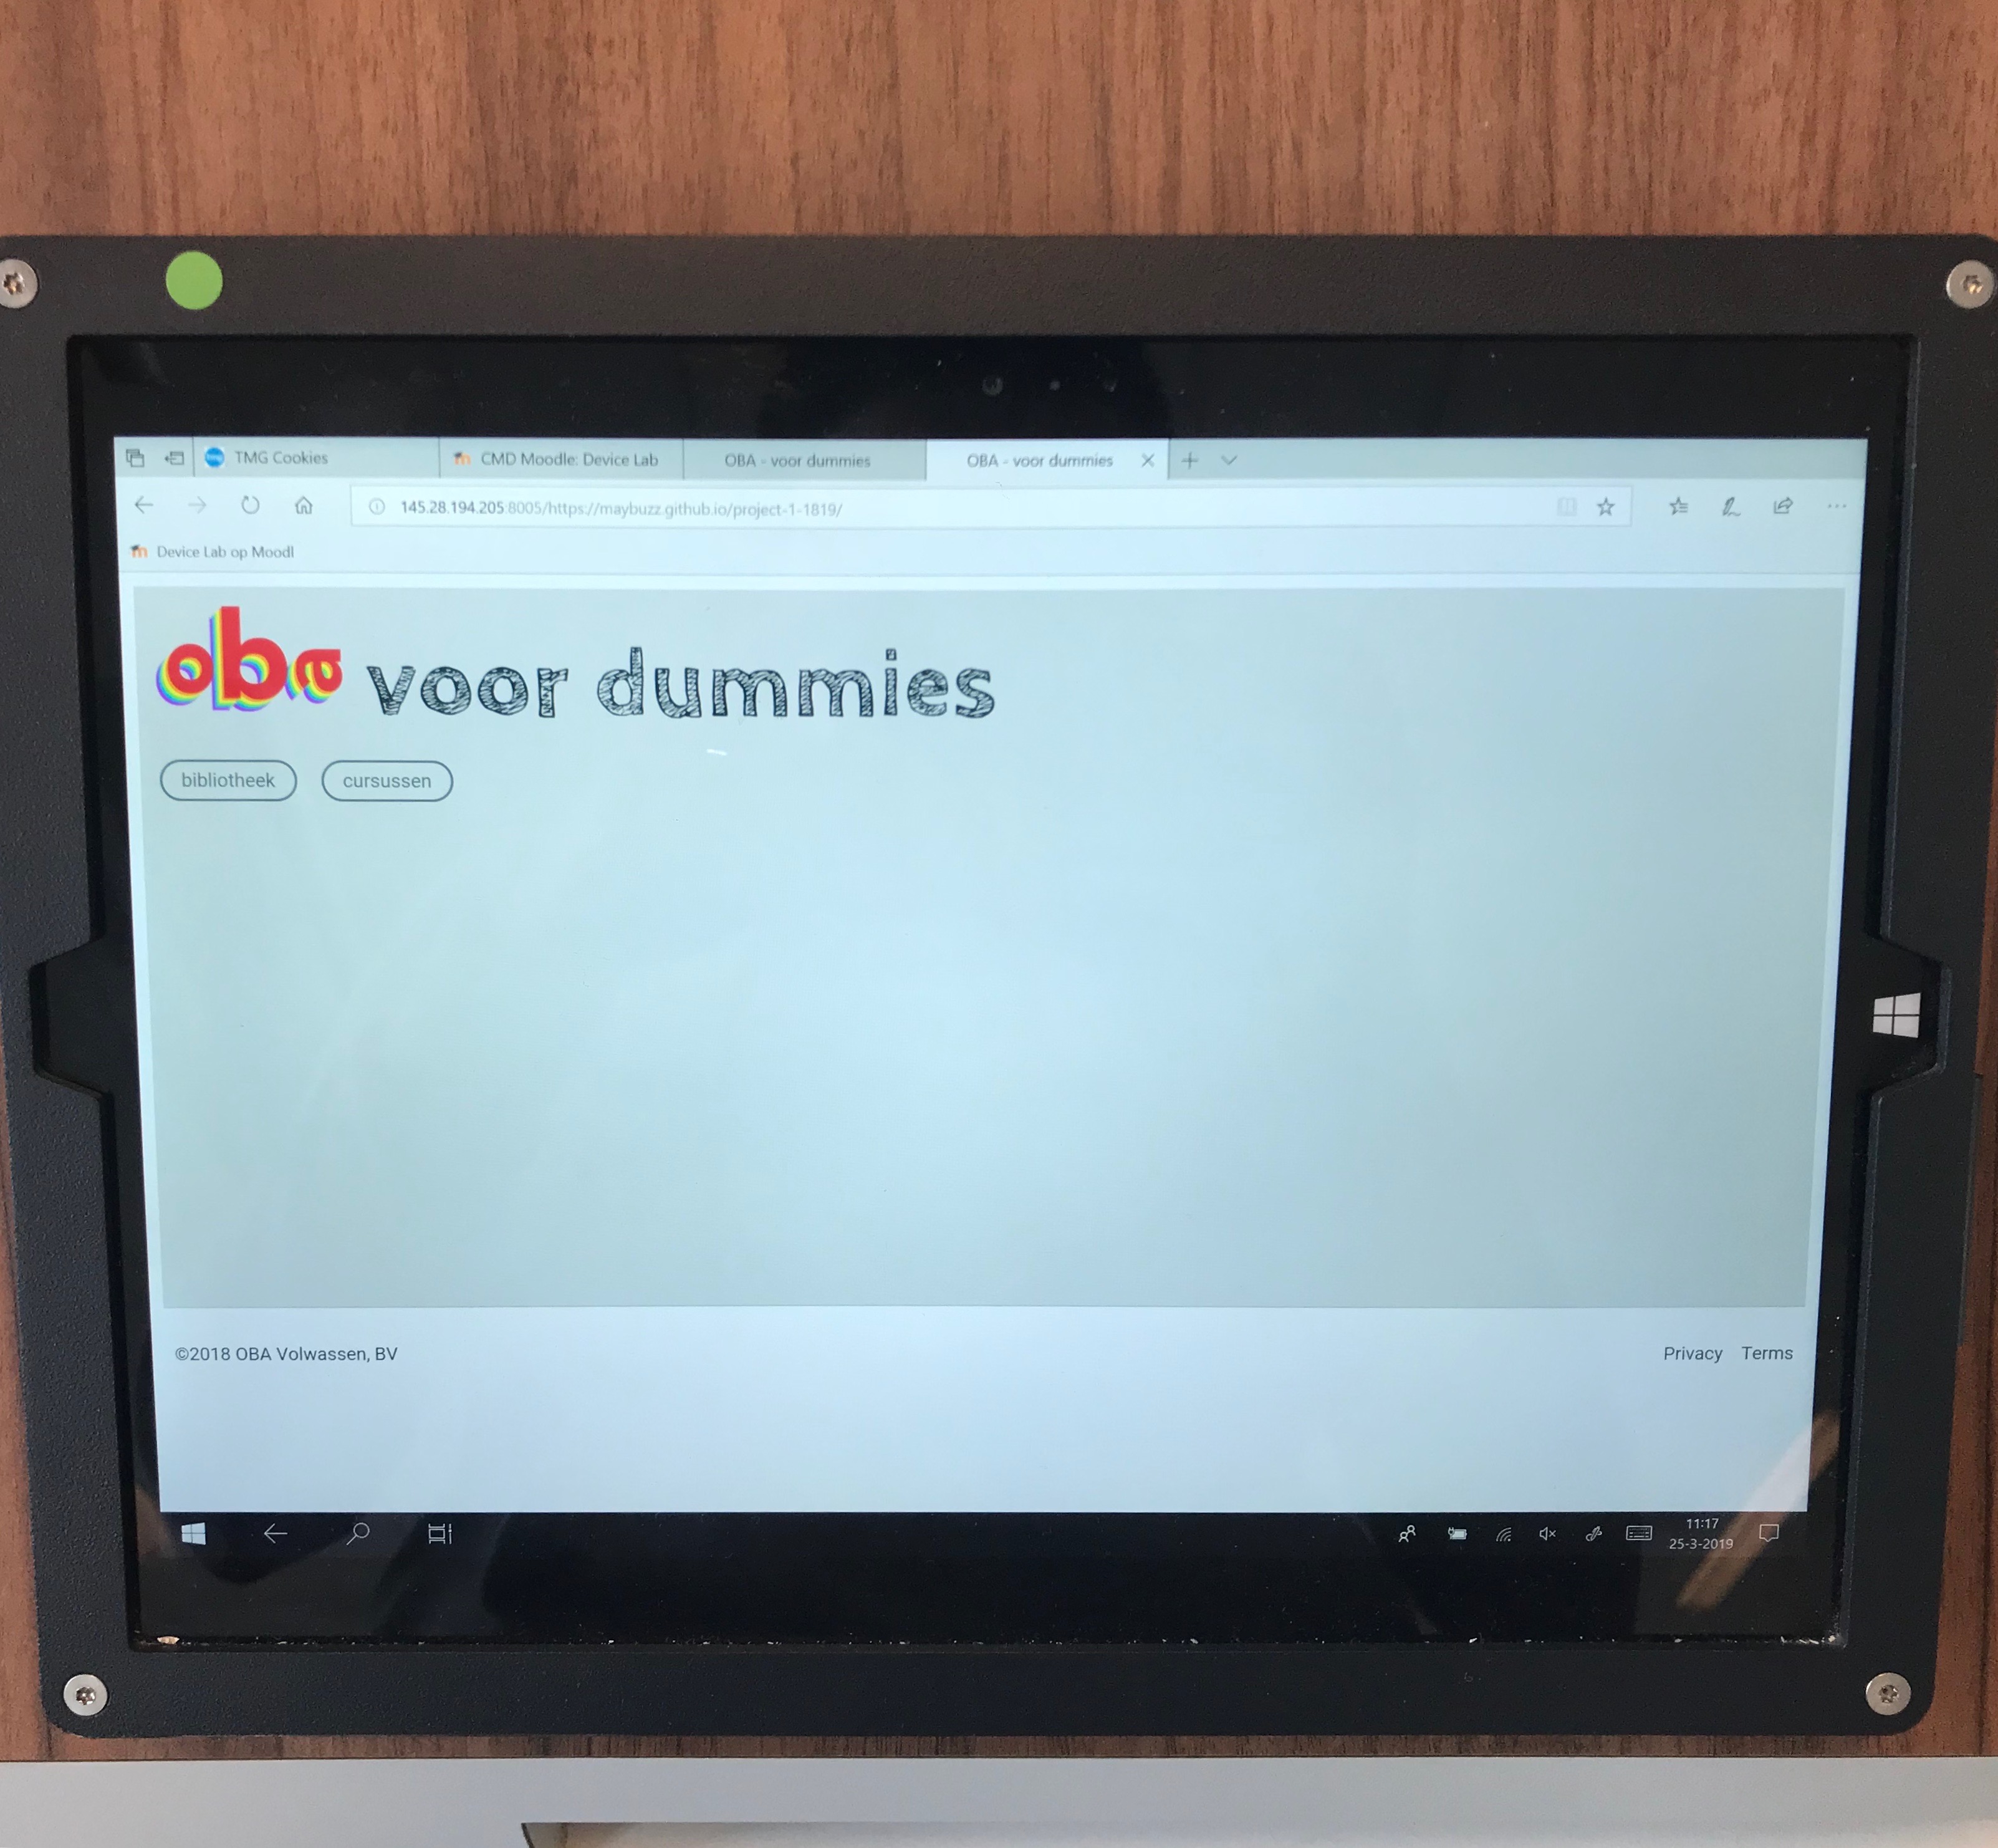 TMG Cookies
CMD Moodle: Device Lab
OBA - voor dummies
OBA - voor dummies
145.28.194.205:8005/https://maybuzz.github.io/project-1-1819/
Device Lab op Moodl
oba voor dummies
bibliotheek
cursussen
©2018 OBA Volwassen, BV
Privacy Terms
11:17
25-3-2019